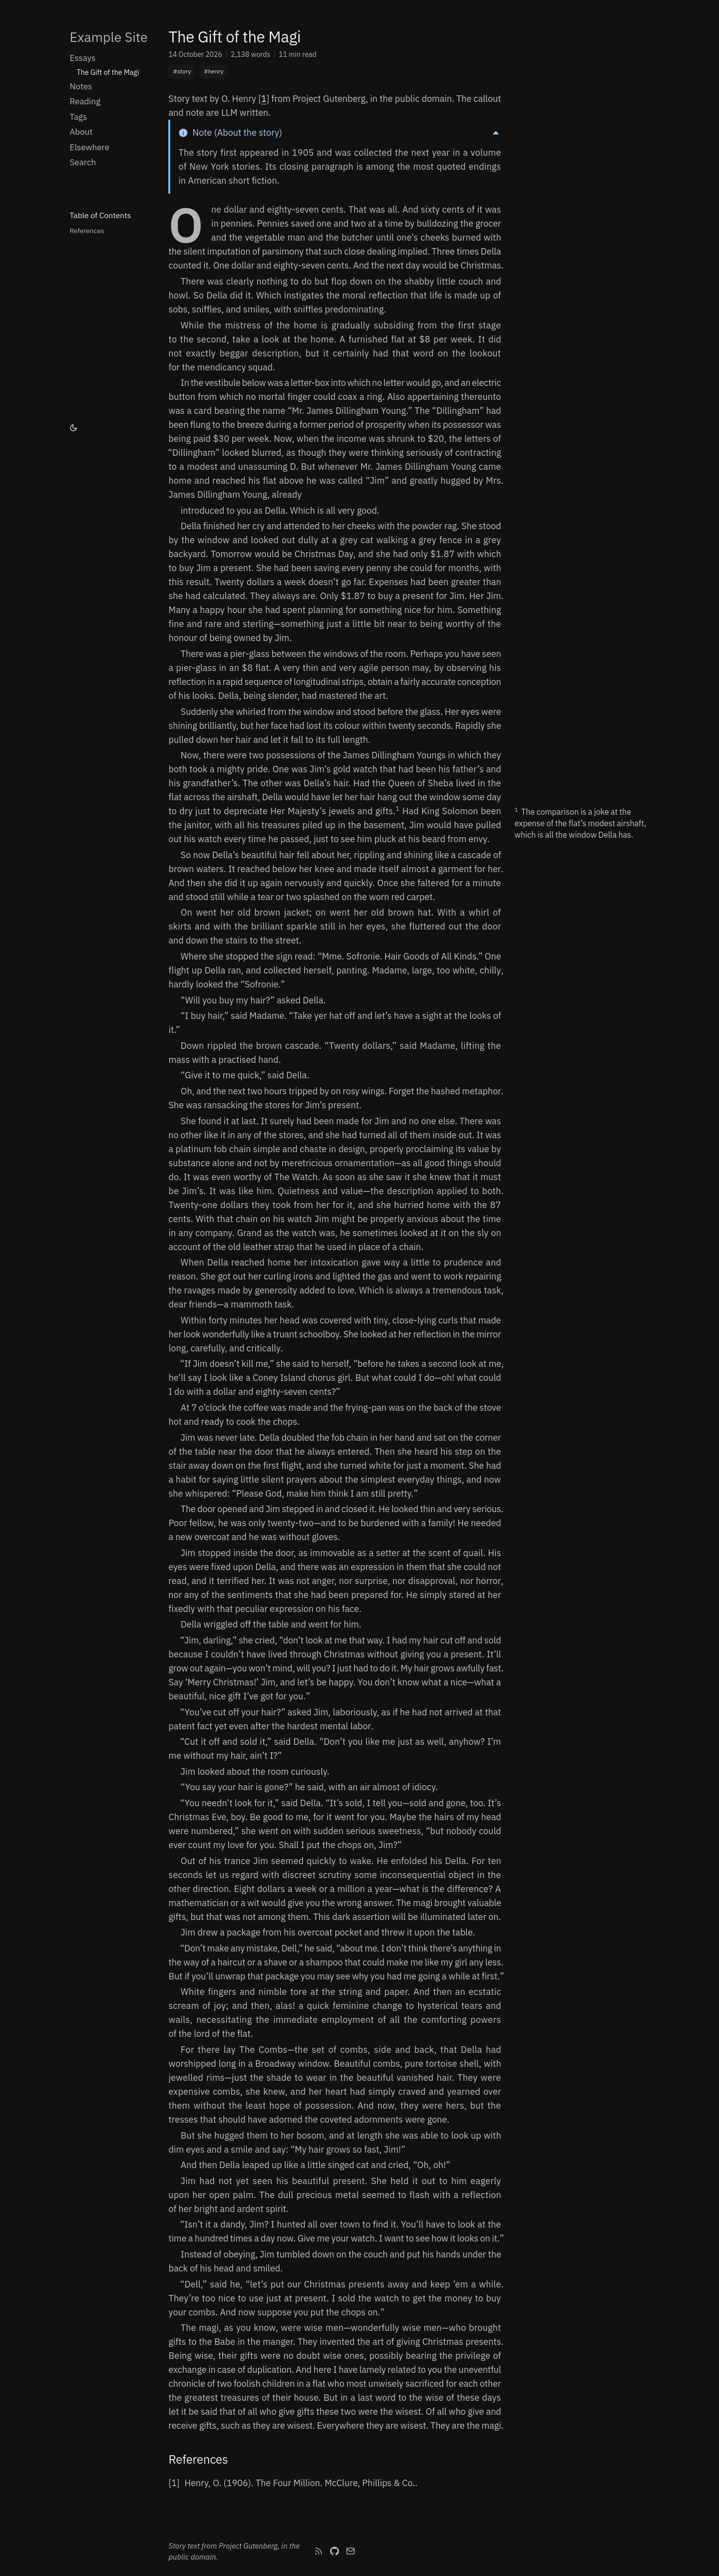 Example Site
Essays
The Gift of the Magi
Notes
Reading
Tags
About
Elsewhere
Search
Table of Contents
References
The Gift of the Magi
14 October 2026 | 2,138 words | 11 min read
#story #henry
Story text by O. Henry [1] from Project Gutenberg, in the public domain. The callout
and note are LLM written.
Note (About the story)
The story first appeared in 1905 and was collected the next year in a volume
of New York stories. Its closing paragraph is among the most quoted endings
in American short fiction.
One dollar and eighty-seven cents. That was all. And sixty cents of it was
in pennies. Pennies saved one and two at a time by bulldozing the grocer
and the vegetable man and the butcher until one’s cheeks burned with
the silent imputation of parsimony that such close dealing implied. Three times Della
counted it. One dollar and eighty-seven cents. And the next day would be Christmas.
There was clearly nothing to do but flop down on the shabby little couch and
howl. So Della did it. Which instigates the moral reflection that life is made up of
sobs, sniffles, and smiles, with sniffles predominating.
While the mistress of the home is gradually subsiding from the first stage
to the second, take a look at the home. A furnished flat at $8 per week. It did
not exactly beggar description, but it certainly had that word on the lookout
for the mendicancy squad.
In the vestibule below was a letter-box into which no letter would go, and an electric
button from which no mortal finger could coax a ring. Also appertaining thereunto
was a card bearing the name “Mr. James Dillingham Young.” The “Dillingham” had
been flung to the breeze during a former period of prosperity when its possessor was
being paid $30 per week. Now, when the income was shrunk to $20, the letters of
“Dillingham” looked blurred, as though they were thinking seriously of contracting
to a modest and unassuming D. But whenever Mr. James Dillingham Young came
home and reached his flat above he was called “Jim” and greatly hugged by Mrs.
James Dillingham Young, already
introduced to you as Della. Which is all very good.
Della finished her cry and attended to her cheeks with the powder rag. She stood
by the window and looked out dully at a grey cat walking a grey fence in a grey
backyard. Tomorrow would be Christmas Day, and she had only $1.87 with which
to buy Jim a present. She had been saving every penny she could for months, with
this result. Twenty dollars a week doesn’t go far. Expenses had been greater than
she had calculated. They always are. Only $1.87 to buy a present for Jim. Her Jim.
Many a happy hour she had spent planning for something nice for him. Something
fine and rare and sterling—something just a little bit near to being worthy of the
honour of being owned by Jim.
There was a pier-glass between the windows of the room. Perhaps you have seen
a pier-glass in an $8 flat. A very thin and very agile person may, by observing his
reflection in a rapid sequence of longitudinal strips, obtain a fairly accurate conception
of his looks. Della, being slender, had mastered the art.
Suddenly she whirled from the window and stood before the glass. Her eyes were
shining brilliantly, but her face had lost its colour within twenty seconds. Rapidly she
pulled down her hair and let it fall to its full length.
Now, there were two possessions of the James Dillingham Youngs in which they
both took a mighty pride. One was Jim’s gold watch that had been his father’s and
his grandfather’s. The other was Della’s hair. Had the Queen of Sheba lived in the
flat across the airshaft, Della would have let her hair hang out the window some day
to dry just to depreciate Her Majesty’s jewels and gifts.1 Had King Solomon been
the janitor, with all his treasures piled up in the basement, Jim would have pulled
out his watch every time he passed, just to see him pluck at his beard from envy.
1 The comparison is a joke at the
expense of the flat’s modest airshaft,
which is all the window Della has.
So now Della’s beautiful hair fell about her, rippling and shining like a cascade of
brown waters. It reached below her knee and made itself almost a garment for her.
And then she did it up again nervously and quickly. Once she faltered for a minute
and stood still while a tear or two splashed on the worn red carpet.
On went her old brown jacket; on went her old brown hat. With a whirl of
skirts and with the brilliant sparkle still in her eyes, she fluttered out the door
and down the stairs to the street.
Where she stopped the sign read: “Mme. Sofronie. Hair Goods of All Kinds.” One
flight up Della ran, and collected herself, panting. Madame, large, too white, chilly,
hardly looked the “Sofronie.”
“Will you buy my hair?” asked Della.
“I buy hair,” said Madame. “Take yer hat off and let’s have a sight at the looks of
it.”
Down rippled the brown cascade. “Twenty dollars,” said Madame, lifting the
mass with a practised hand.
“Give it to me quick,” said Della.
Oh, and the next two hours tripped by on rosy wings. Forget the hashed metaphor.
She was ransacking the stores for Jim’s present.
She found it at last. It surely had been made for Jim and no one else. There was
no other like it in any of the stores, and she had turned all of them inside out. It was
a platinum fob chain simple and chaste in design, properly proclaiming its value by
substance alone and not by meretricious ornamentation—as all good things should
do. It was even worthy of The Watch. As soon as she saw it she knew that it must
be Jim’s. It was like him. Quietness and value—the description applied to both.
Twenty-one dollars they took from her for it, and she hurried home with the 87
cents. With that chain on his watch Jim might be properly anxious about the time
in any company. Grand as the watch was, he sometimes looked at it on the sly on
account of the old leather strap that he used in place of a chain.
When Della reached home her intoxication gave way a little to prudence and
reason. She got out her curling irons and lighted the gas and went to work repairing
the ravages made by generosity added to love. Which is always a tremendous task,
dear friends—a mammoth task.
Within forty minutes her head was covered with tiny, close-lying curls that made
her look wonderfully like a truant schoolboy. She looked at her reflection in the mirror
long, carefully, and critically.
“If Jim doesn’t kill me,” she said to herself, “before he takes a second look at me,
he’ll say I look like a Coney Island chorus girl. But what could I do—oh! what could
I do with a dollar and eighty-seven cents?”
At 7 o’clock the coffee was made and the frying-pan was on the back of the stove
hot and ready to cook the chops.
Jim was never late. Della doubled the fob chain in her hand and sat on the corner
of the table near the door that he always entered. Then she heard his step on the
stair away down on the first flight, and she turned white for just a moment. She had
a habit for saying little silent prayers about the simplest everyday things, and now
she whispered: “Please God, make him think I am still pretty.”
The door opened and Jim stepped in and closed it. He looked thin and very serious.
Poor fellow, he was only twenty-two—and to be burdened with a family! He needed
a new overcoat and he was without gloves.
Jim stopped inside the door, as immovable as a setter at the scent of quail. His
eyes were fixed upon Della, and there was an expression in them that she could not
read, and it terrified her. It was not anger, nor surprise, nor disapproval, nor horror,
nor any of the sentiments that she had been prepared for. He simply stared at her
fixedly with that peculiar expression on his face.
Della wriggled off the table and went for him.
“Jim, darling,” she cried, “don’t look at me that way. I had my hair cut off and sold
because I couldn’t have lived through Christmas without giving you a present. It’ll
grow out again—you won’t mind, will you? I just had to do it. My hair grows awfully fast.
Say ‘Merry Christmas!’ Jim, and let’s be happy. You don’t know what a nice—what a
beautiful, nice gift I’ve got for you.”
“You’ve cut off your hair?” asked Jim, laboriously, as if he had not arrived at that
patent fact yet even after the hardest mental labor.
“Cut it off and sold it,” said Della. “Don’t you like me just as well, anyhow? I’m
me without my hair, ain’t I?”
Jim looked about the room curiously.
“You say your hair is gone?” he said, with an air almost of idiocy.
“You needn’t look for it,” said Della. “It’s sold, I tell you—sold and gone, too. It’s
Christmas Eve, boy. Be good to me, for it went for you. Maybe the hairs of my head
were numbered,” she went on with sudden serious sweetness, “but nobody could
ever count my love for you. Shall I put the chops on, Jim?”
Out of his trance Jim seemed quickly to wake. He enfolded his Della. For ten
seconds let us regard with discreet scrutiny some inconsequential object in the
other direction. Eight dollars a week or a million a year—what is the difference? A
mathematician or a wit would give you the wrong answer. The magi brought valuable
gifts, but that was not among them. This dark assertion will be illuminated later on.
Jim drew a package from his overcoat pocket and threw it upon the table.
“Don’t make any mistake, Dell,” he said, “about me. I don’t think there’s anything in
the way of a haircut or a shave or a shampoo that could make me like my girl any less.
But if you’ll unwrap that package you may see why you had me going a while at first.”
White fingers and nimble tore at the string and paper. And then an ecstatic
scream of joy; and then, alas! a quick feminine change to hysterical tears and
wails, necessitating the immediate employment of all the comforting powers
of the lord of the flat.
For there lay The Combs—the set of combs, side and back, that Della had
worshipped long in a Broadway window. Beautiful combs, pure tortoise shell, with
jewelled rims—just the shade to wear in the beautiful vanished hair. They were
expensive combs, she knew, and her heart had simply craved and yearned over
them without the least hope of possession. And now, they were hers, but the
tresses that should have adorned the coveted adornments were gone.
But she hugged them to her bosom, and at length she was able to look up with
dim eyes and a smile and say: “My hair grows so fast, Jim!”
And then Della leaped up like a little singed cat and cried, “Oh, oh!”
Jim had not yet seen his beautiful present. She held it out to him eagerly
upon her open palm. The dull precious metal seemed to flash with a reflection
of her bright and ardent spirit.
“Isn’t it a dandy, Jim? I hunted all over town to find it. You’ll have to look at the
time a hundred times a day now. Give me your watch. I want to see how it looks on it.”
Instead of obeying, Jim tumbled down on the couch and put his hands under the
back of his head and smiled.
“Dell,” said he, “let’s put our Christmas presents away and keep ’em a while.
They’re too nice to use just at present. I sold the watch to get the money to buy
your combs. And now suppose you put the chops on.”
The magi, as you know, were wise men—wonderfully wise men—who brought
gifts to the Babe in the manger. They invented the art of giving Christmas presents.
Being wise, their gifts were no doubt wise ones, possibly bearing the privilege of
exchange in case of duplication. And here I have lamely related to you the uneventful
chronicle of two foolish children in a flat who most unwisely sacrificed for each other
the greatest treasures of their house. But in a last word to the wise of these days
let it be said that of all who give gifts these two were the wisest. Of all who give and
receive gifts, such as they are wisest. Everywhere they are wisest. They are the magi.
References
[1] Henry, O. (1906). The Four Million. McClure, Phillips & Co..
Story text from Project Gutenberg, in the
public domain.